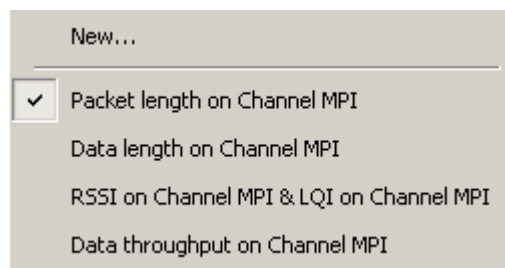 New...
Packet length on Channel MPI
Data length on Channel MPI
RSSI on Channel MPI & LQI on Channel MPI
Data throughput on Channel MPI